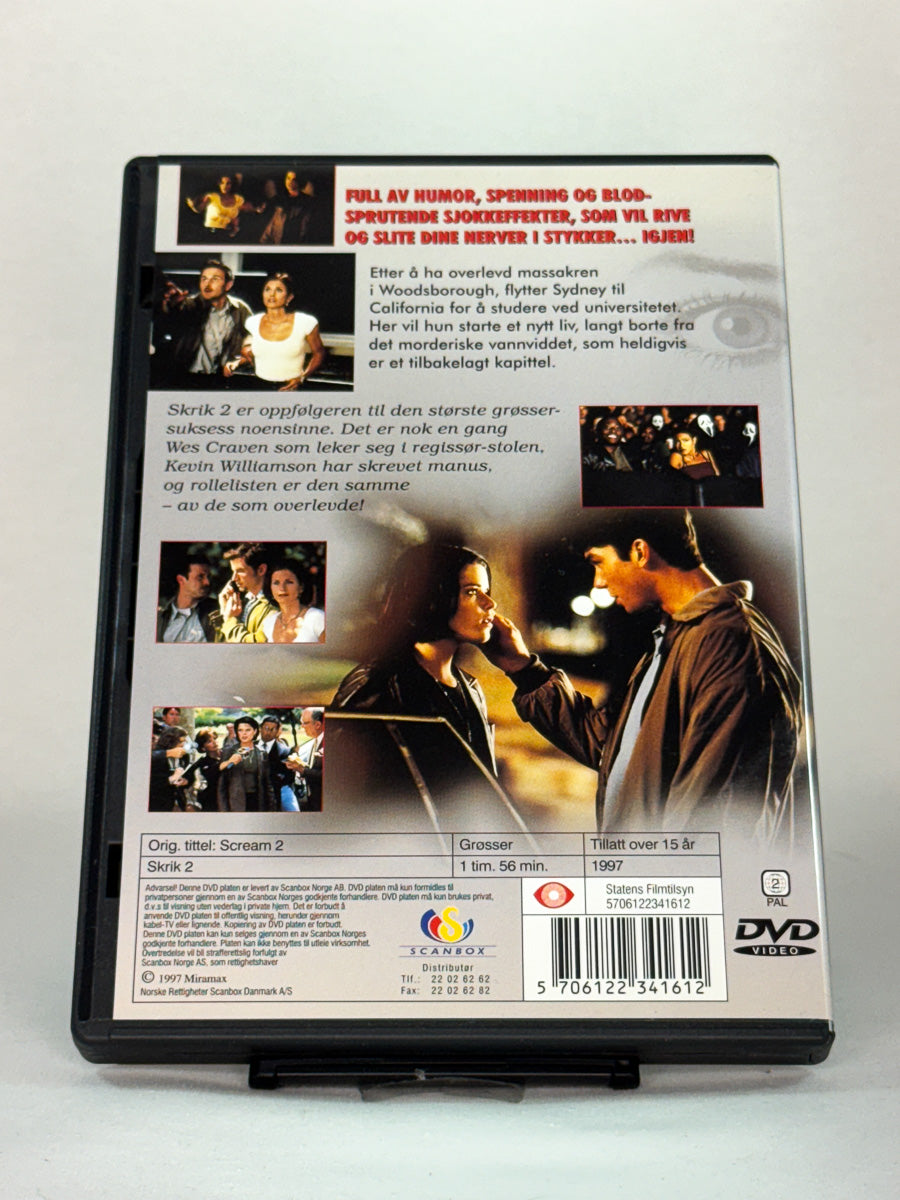 FULL AV HUMOR, SPENNING OG BLOD-
SPRUTENDE SJOKKEFFEKTER, SOM VIL RIVE
OG SLITE DINE NERVER I STYKKER... IGJEN!
Etter å ha overlevd massakren
i Woodsborough, flytter Sydney til
California for å studere ved universitetet.
Her vil hun starte et nytt liv, langt borte fra
det morderiske vannviddet, som heldigvis
er et tilbakelagt kapittel.
Skrik 2 er oppfølgeren til den største grøsser-
suksess noensinne. Det er nok en gang
Wes Craven som leker seg i regissør-stolen,
Kevin Williamson har skrevet manus,
og rollelisten er den samme
– av de som overlevde!
Orig. tittel: Scream 2
Grøsser
Tillatt over 15 år
Skrik 2
1 tim. 56 min.
1997
Advarsel! Denne DVD platen er levert av Scanbox Norge AB. DVD platen må kun formidles til
privatpersoner gjennom en av Scanbox Norges godkjente forhandlere. DVD må kun brukes privat,
d.v.s til visning uten vederlag i private hjem. Det er forbudt å
anvende DVD platen til offentlig visning, herunder gjennom
kabel-TV eller lignende. Kopiering av DVD platen er forbudt.
Denne DVD platen kan kun selges gjennom en av Scanbox Norges
godkjente forhandlere. Platen kan ikke benyttes til utleie virksomhet.
Overtredelse vil bli strafferettslig forfulgt av
Scanbox Norge AS, som rettighetshaver
© 1997 Miramax
Norske Rettigheter Scanbox Danmark A/S
SCANBOX
Distributør
Tlf.: 22 02 62 62
Fax: 22 02 62 82
Statens Filmtilsyn
5706122341612
5 706122 341612
2
PAL
DVD
VIDEO